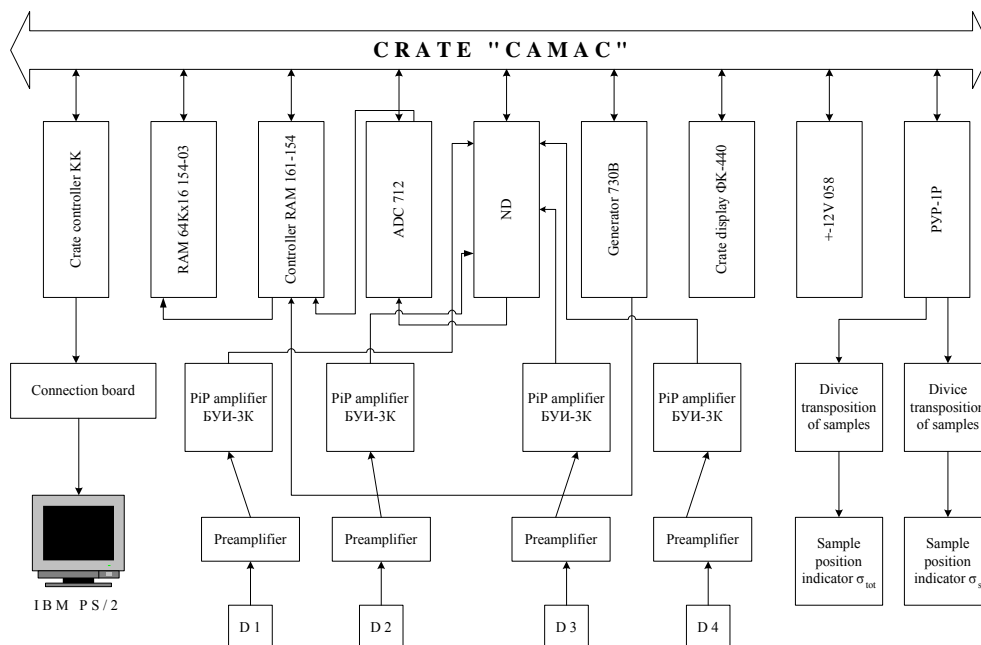 CRATE "CAMAC"
Crate controller KK
RAM 64Kx16 154-03
Controller RAM 161-154
ADC 712
ND
Generator 730B
Crate display ФК-440
+-12V 058
РУР-1Р
Connection board
PiP amplifier
БУИ-3К
PiP amplifier
БУИ-3К
PiP amplifier
БУИ-3К
PiP amplifier
БУИ-3К
Divice
transposition
of samples
Divice
transposition
of samples
Preamplifier
Preamplifier
Preamplifier
Preamplifier
Sample
position
indicator σtot
Sample
position
indicator σs
IBM PS/2
D 1
D 2
D 3
D 4